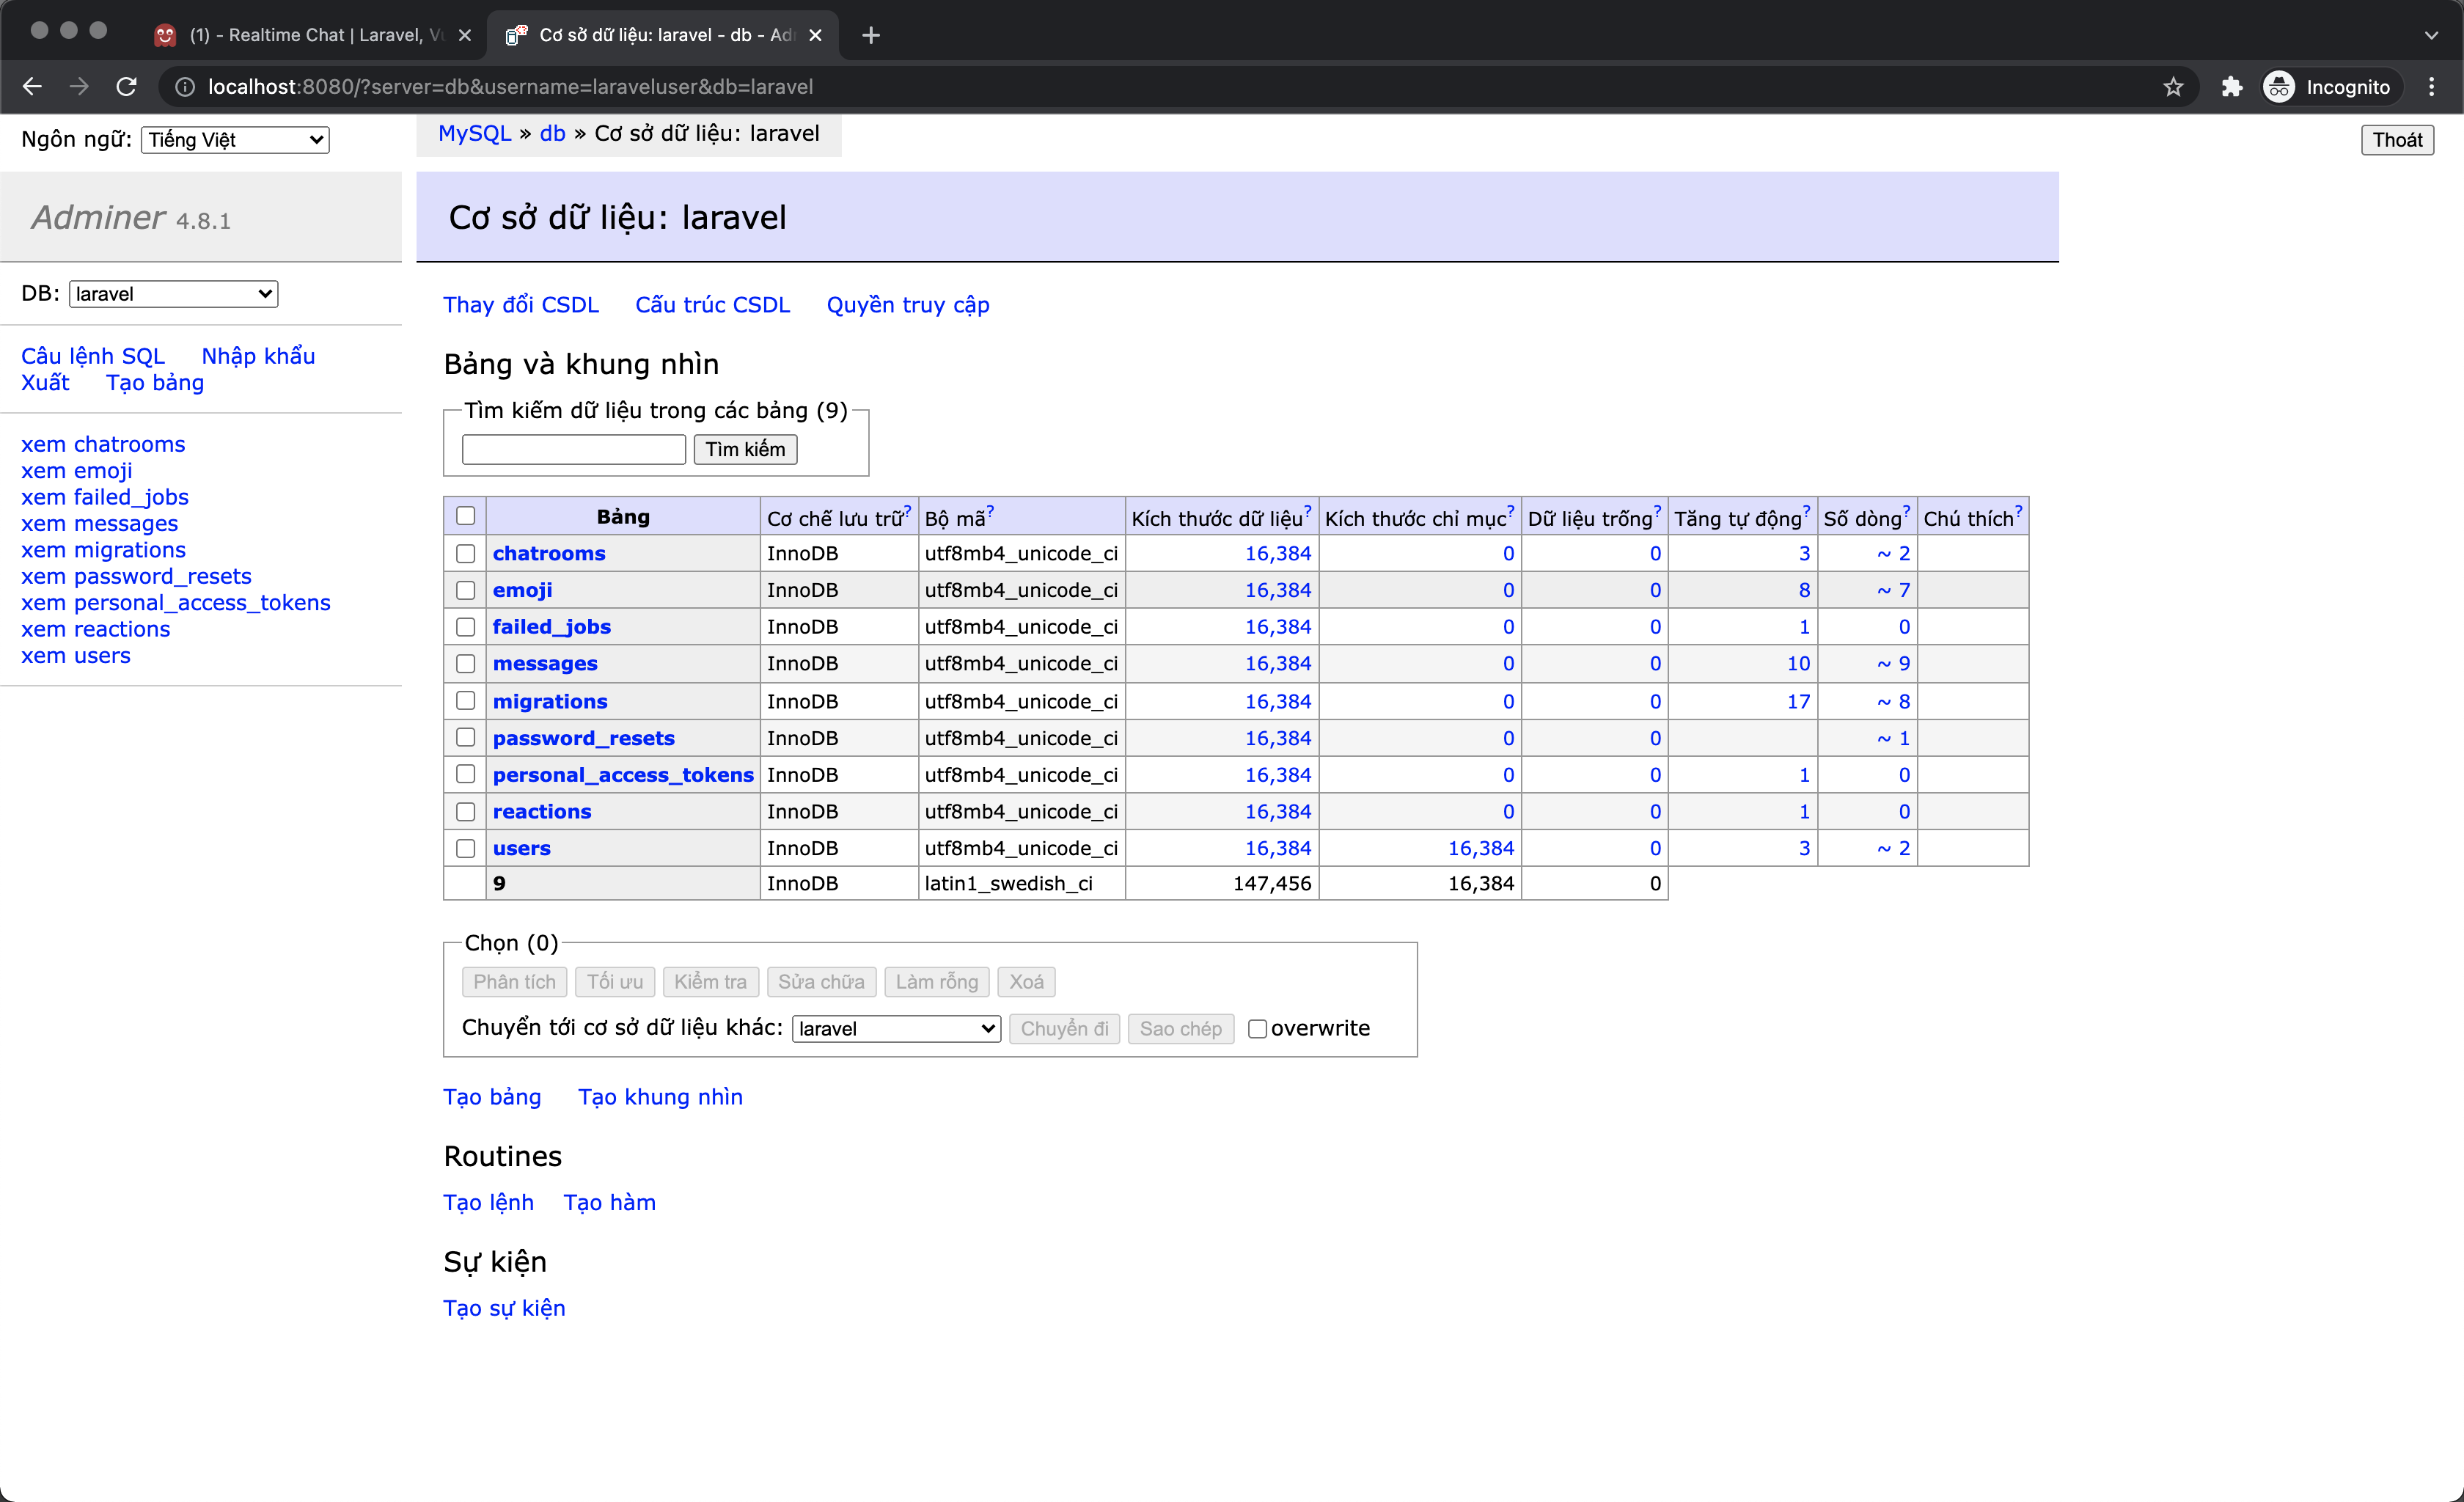 (1) - Realtime Chat | Laravel, Vu
Cơ sở dữ liệu: laravel - db - Adm
localhost:8080/?server=db&username=laraveluser&db=laravel
Incognito
Ngôn ngữ: Tiếng Việt
MySQL » db » Cơ sở dữ liệu: laravel
Thoát
Adminer 4.8.1
Cơ sở dữ liệu: laravel
DB: laravel
Câu lệnh SQL Nhập khẩu
Xuất Tạo bảng
xem chatrooms
xem emoji
xem failed_jobs
xem messages
xem migrations
xem password_resets
xem personal_access_tokens
xem reactions
xem users
Thay đổi CSDL Cấu trúc CSDL Quyền truy cập
Bảng và khung nhìn
Tìm kiếm dữ liệu trong các bảng (9)
Tìm kiếm
Bảng Cơ chế lưu trữ? Bộ mã? Kích thước dữ liệu? Kích thước chỉ mục? Dữ liệu trống? Tăng tự động? Số dòng? Chú thích?
chatrooms InnoDB utf8mb4_unicode_ci 16,384 0 0 3 ~ 2
emoji InnoDB utf8mb4_unicode_ci 16,384 0 0 8 ~ 7
failed_jobs InnoDB utf8mb4_unicode_ci 16,384 0 0 1 0
messages InnoDB utf8mb4_unicode_ci 16,384 0 0 10 ~ 9
migrations InnoDB utf8mb4_unicode_ci 16,384 0 0 17 ~ 8
password_resets InnoDB utf8mb4_unicode_ci 16,384 0 0 ~ 1
personal_access_tokens InnoDB utf8mb4_unicode_ci 16,384 0 0 1 0
reactions InnoDB utf8mb4_unicode_ci 16,384 0 0 1 0
users InnoDB utf8mb4_unicode_ci 16,384 16,384 0 3 ~ 2
9 InnoDB latin1_swedish_ci 147,456 16,384 0
Chọn (0)
Phân tích Tối ưu Kiểm tra Sửa chữa Làm rỗng Xoá
Chuyển tới cơ sở dữ liệu khác: laravel Chuyển đi Sao chép overwrite
Tạo bảng Tạo khung nhìn
Routines
Tạo lệnh Tạo hàm
Sự kiện
Tạo sự kiện